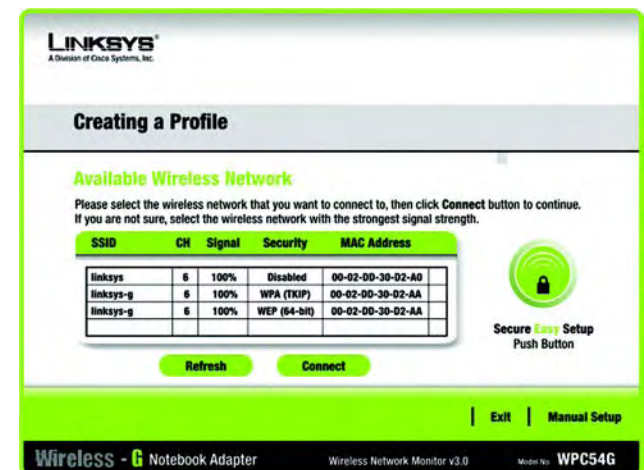 LINKSYS®
A Division of Cisco Systems, Inc.
Creating a Profile
Available Wireless Network
Please select the wireless network that you want to connect to, then click Connect button to continue.
If you are not sure, select the wireless network with the strongest signal strength.
SSID CH Signal Security MAC Address
linksys 6 100% Disabled 00-02-DD-30-D2-A0
linksys-g 6 100% WPA (TKIP) 00-02-DD-30-D2-AA
linksys-g 6 100% WEP (64-bit) 00-02-DD-30-D2-AA
Secure Easy Setup
Push Button
Refresh Connect
Exit Manual Setup
Wireless - G Notebook Adapter Wireless Network Monitor v3.0 Model No. WPC54G